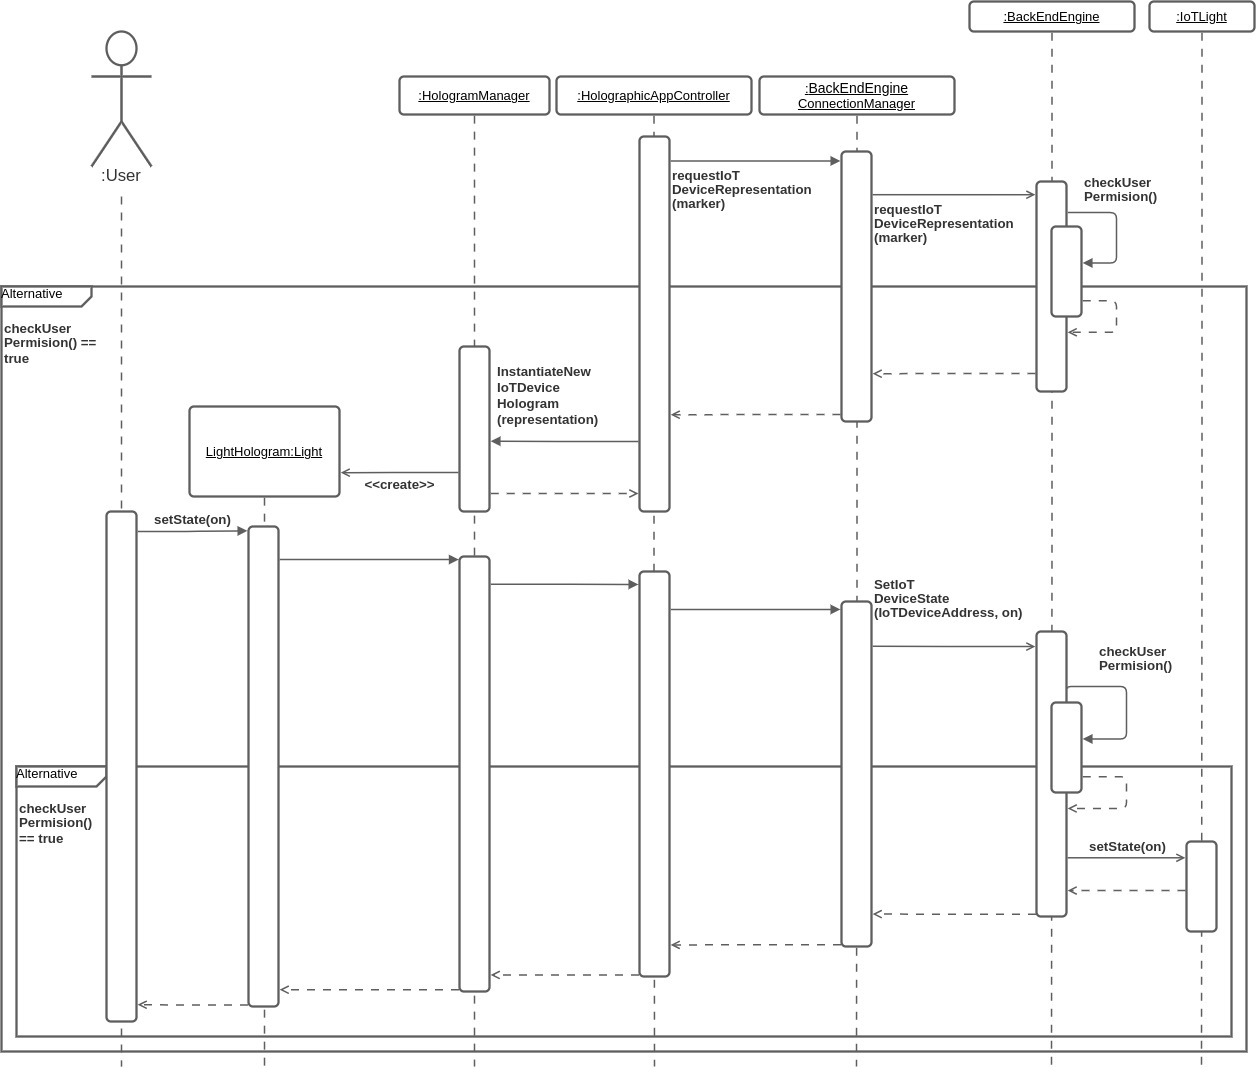 :BackEndEngine
:IoTLight
:HologramManager
:HolographicAppController
:BackEndEngine
ConnectionManager
:User
requestIoT
DeviceRepresentation
(marker)
requestIoT
DeviceRepresentation
(marker)
checkUser
Permision()
Alternative
checkUser
Permision() ==
true
InstantiateNew
IoTDevice
Hologram
(representation)
LightHologram:Light
<<create>>
setState(on)
SetIoT
DeviceState
(IoTDeviceAddress, on)
checkUser
Permision()
Alternative
checkUser
Permision()
== true
setState(on)